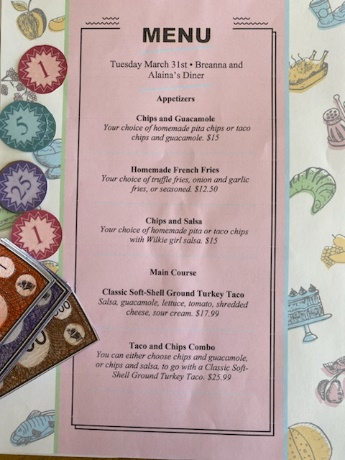 MENU
Tuesday March 31st • Breanna and
Alaina's Diner
Appetizers
Chips and Guacamole
Your choice of homemade pita chips or taco
chips and guacamole. $15
Homemade French Fries
Your choice of truffle fries, onion and garlic
fries, or seasoned. $12.50
Chips and Salsa
Your choice of homemade pita or taco chips
with Wilkie girl salsa. $15
Main Course
Classic Soft-Shell Ground Turkey Taco
Salsa, guacamole, lettuce, tomato, shredded
cheese, sour cream. $17.99
Taco and Chips Combo
You can either choose chips and guacamole,
or chips and salsa, to go with a Classic Soft-
Shell Ground Turkey Taco. $25.99
1
5
25
1